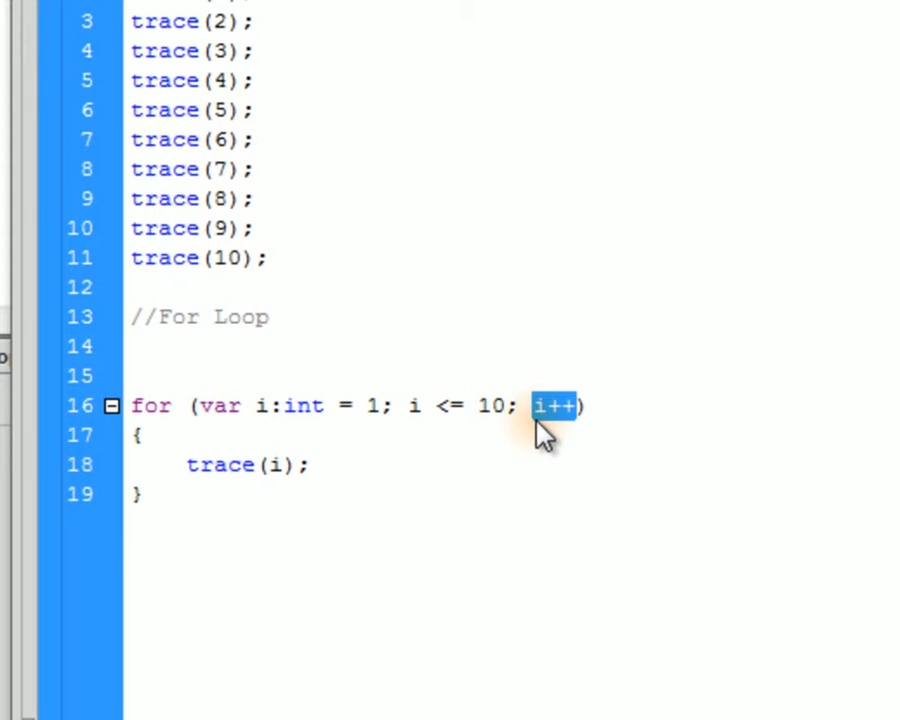 3 trace(2);
4 trace(3);
5 trace(4);
6 trace(5);
7 trace(6);
8 trace(7);
9 trace(8);
10 trace(9);
11 trace(10);
12
13 //For Loop
14
15
16 for (var i:int = 1; i <= 10; i++)
17 {
18 trace(i);
19 }